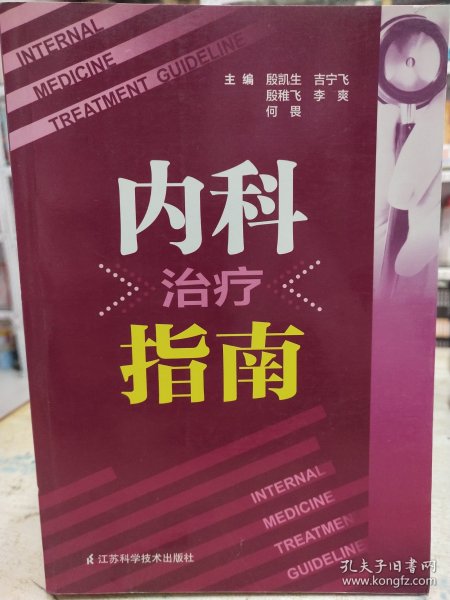 INTERNAL
MEDICINE
TREATMENT GUIDELINE
主编 殷凯生 吉宁飞
殷稚飞 李爽
何畏
内科
治疗
指南
INTERNAL
MEDICINE
TREATMENT
GUIDELINE
江苏科学技术出版社
孔夫子旧书网
www.kongfz.com